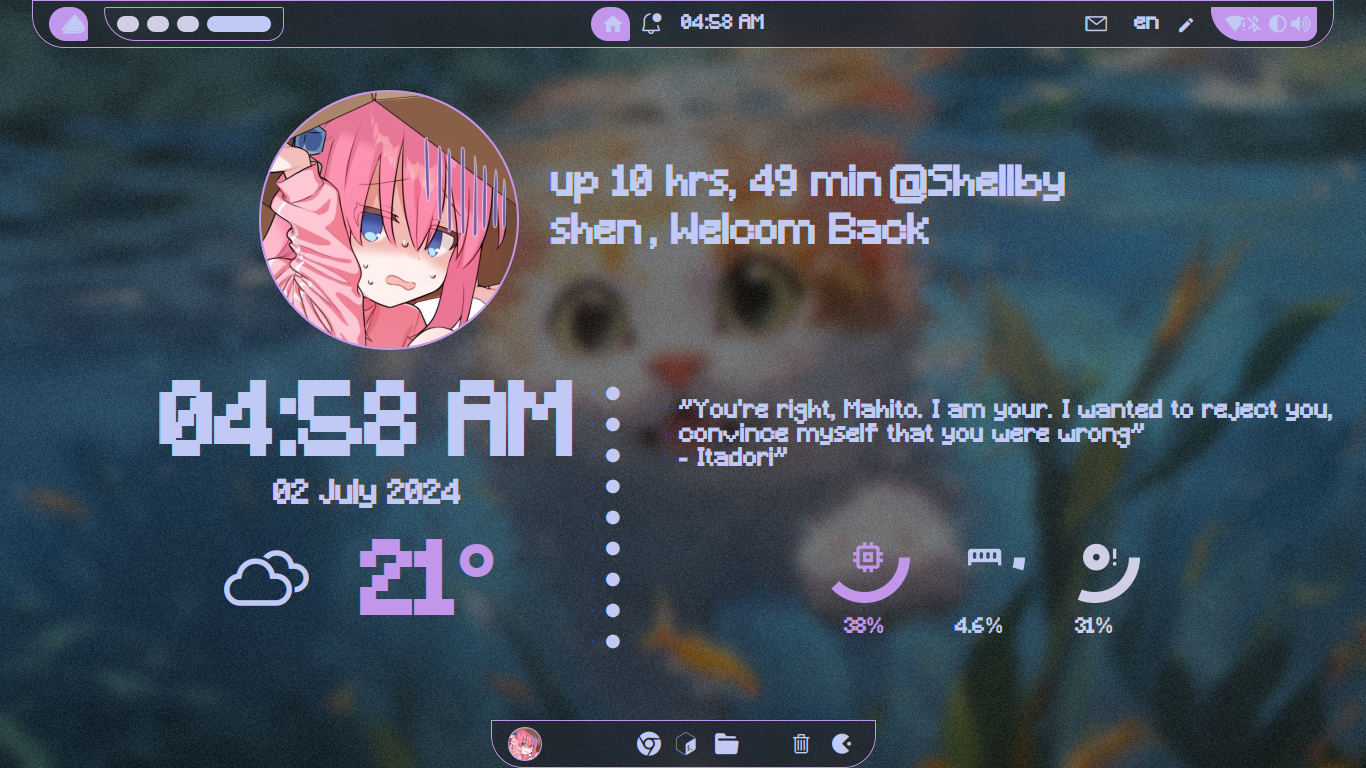 04:58 AM
en
up 10 hrs, 49 min @Shellby
shen , Welcom Back
04:58 AM
02 July 2024
21°
"You're right, Mahito. I am your. I wanted to reject you,
convince myself that you were wrong"
- Itadori"
38%
4.6%
31%